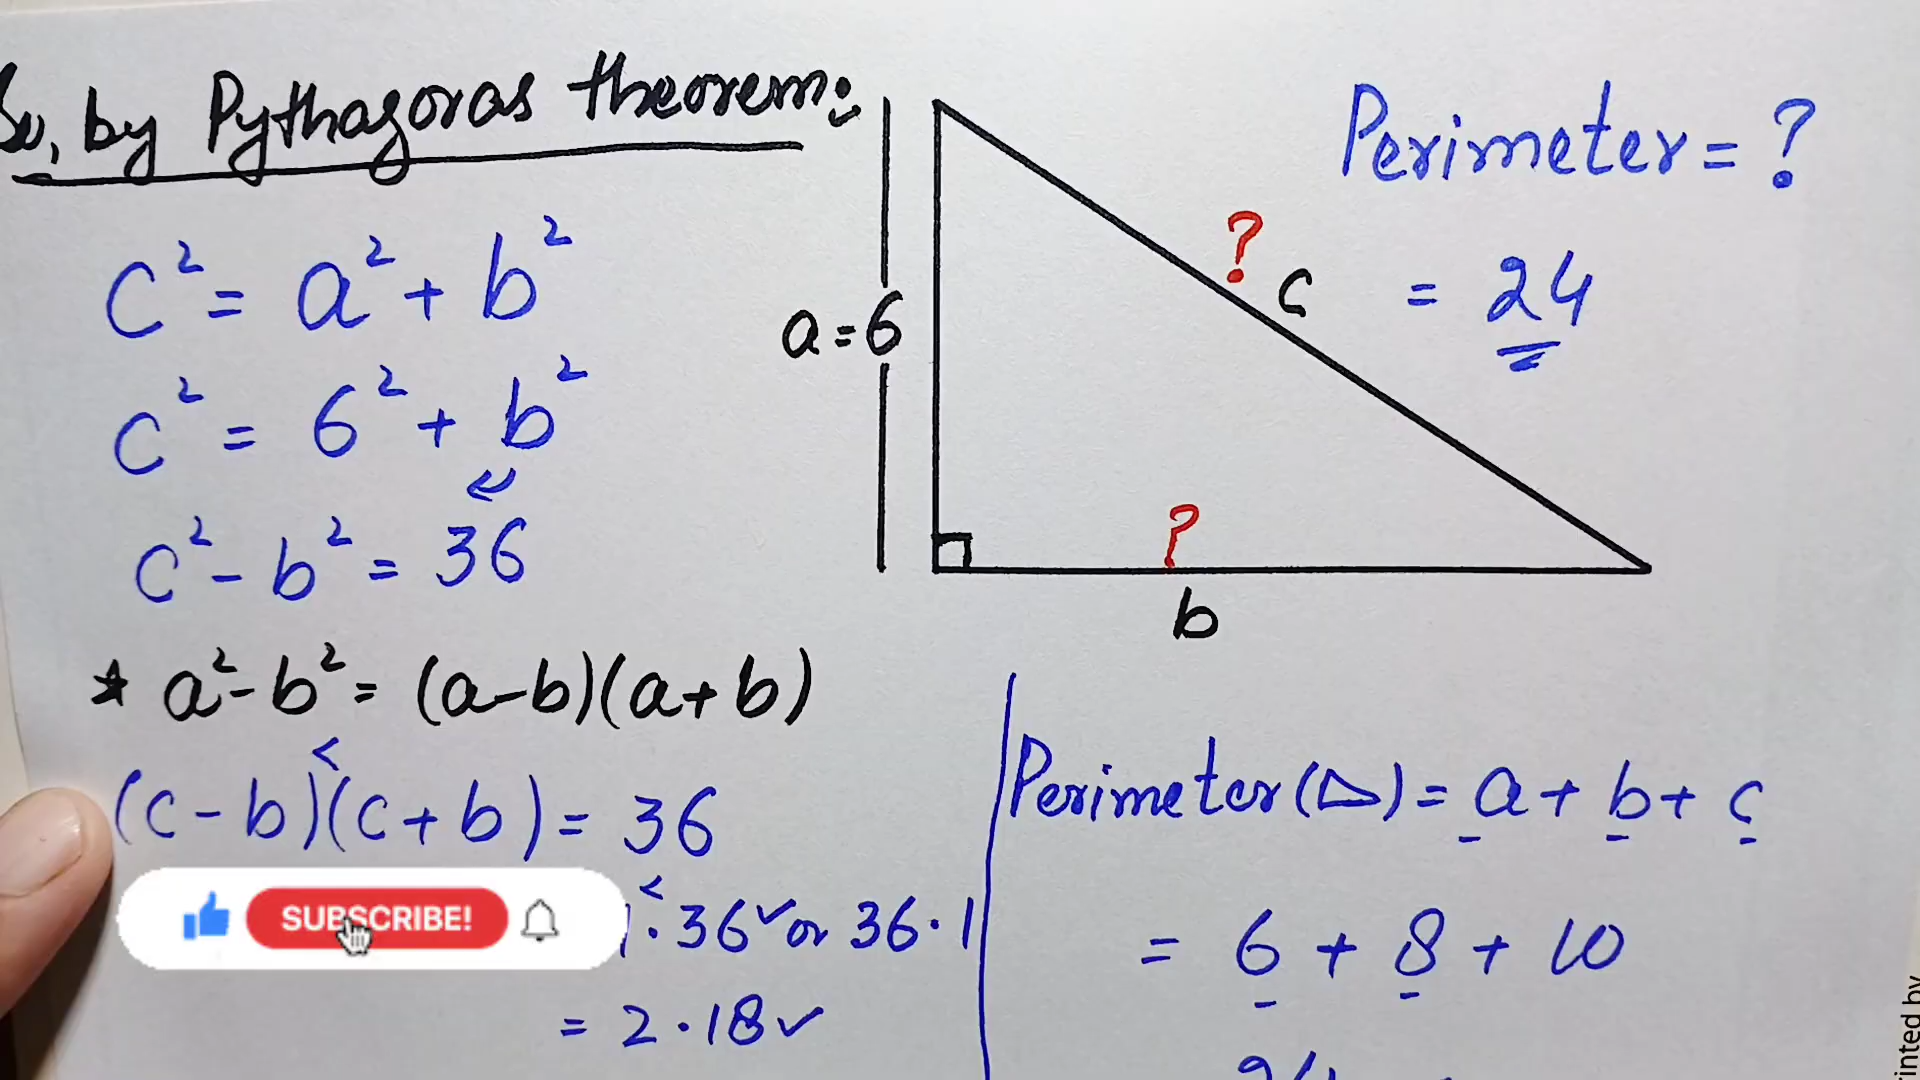 So, by Pythagoras theorem:
c² = a² + b²
c² = 6² + b²
c² - b² = 36
* a² - b² = (a-b)(a+b)
(c-b)(c+b) = 36
SUBSCRIBE!
1·36✓ or 36·1
= 2·18✓
a=6
?
c
?
b
Perimeter = ?
= 24
Perimeter(△) = a + b + c
= 6 + 8 + 10